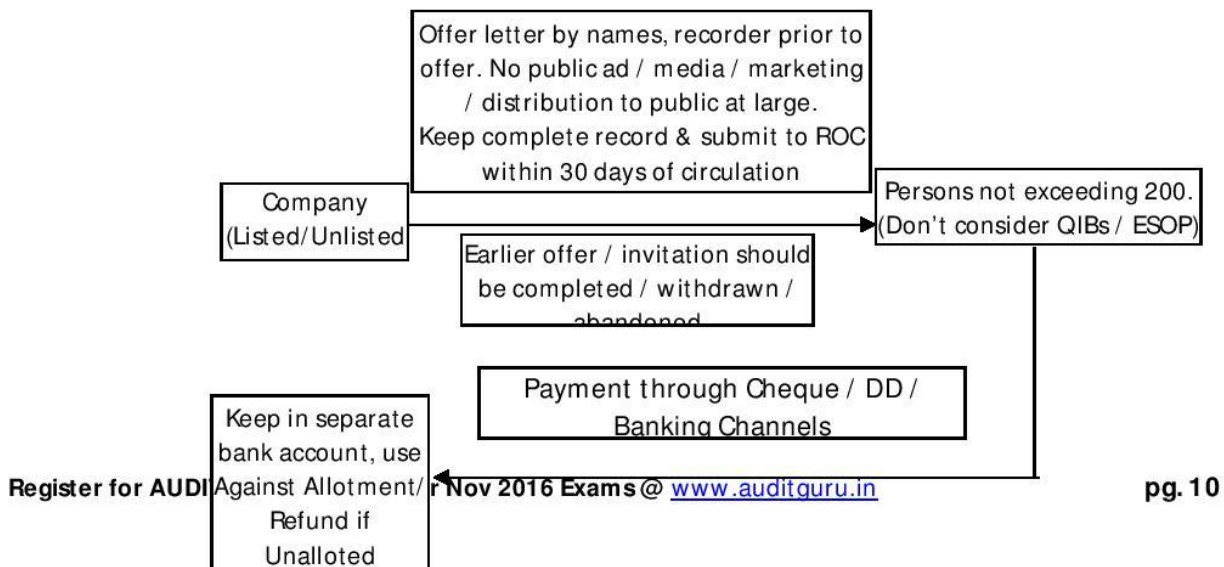 Offer letter by names, recorder prior to
offer. No public ad / media / marketing
/ distribution to public at large.
Keep complete record & submit to ROC
within 30 days of circulation
Company
(Listed/Unlisted
Persons not exceeding 200.
(Don't consider QIBs / ESOP)
Earlier offer / invitation should
be completed / withdrawn /
abandoned
Payment through Cheque / DD /
Banking Channels
Keep in separate
bank account, use
Against Allotment/
Refund if
Unalloted
Register for AUDI r Nov 2016 Exams @ www.auditguru.in pg. 10